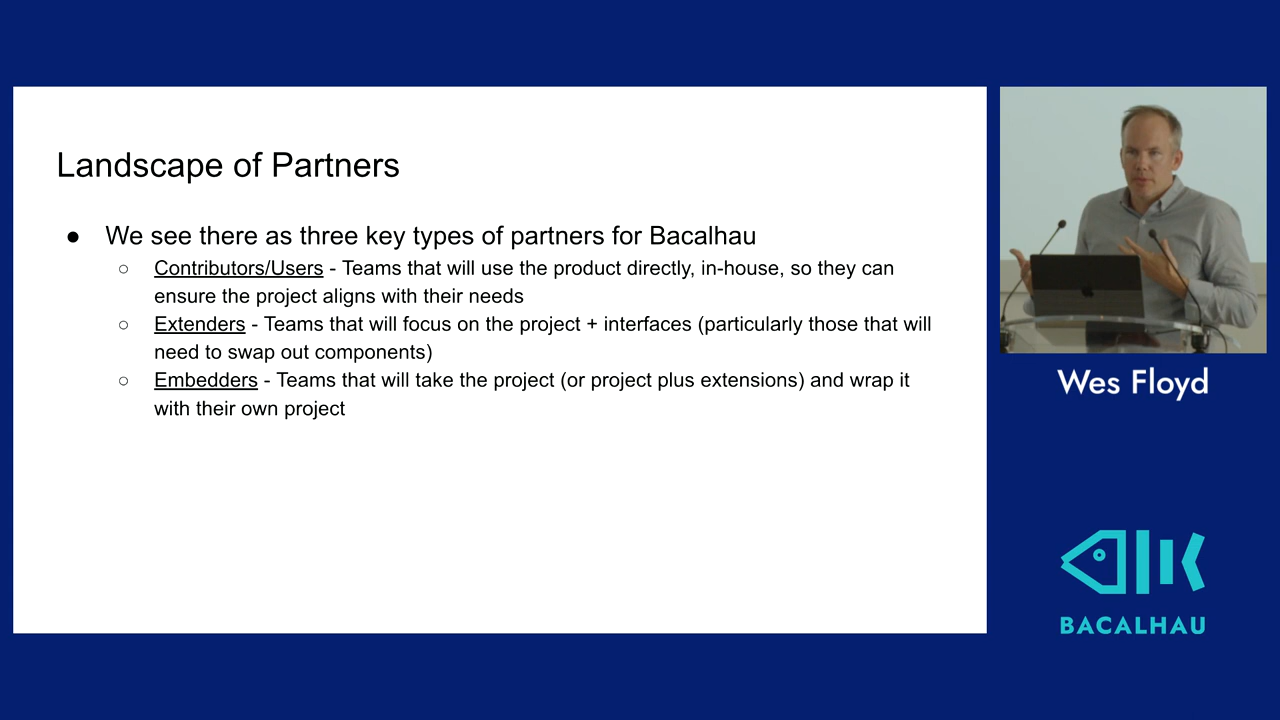 Landscape of Partners
● We see there as three key types of partners for Bacalhau
○ Contributors/Users - Teams that will use the product directly, in-house, so they can
ensure the project aligns with their needs
○ Extenders - Teams that will focus on the project + interfaces (particularly those that will
need to swap out components)
○ Embedders - Teams that will take the project (or project plus extensions) and wrap it
with their own project
Wes Floyd
BACALHAU